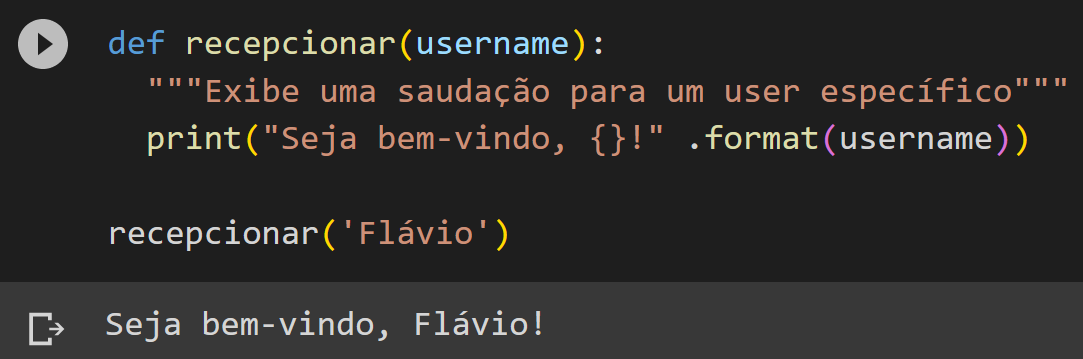 def recepcionar(username):
  """Exibe uma saudação para um user específico"""
  print("Seja bem-vindo, {}!" .format(username))

recepcionar('Flávio')
Seja bem-vindo, Flávio!